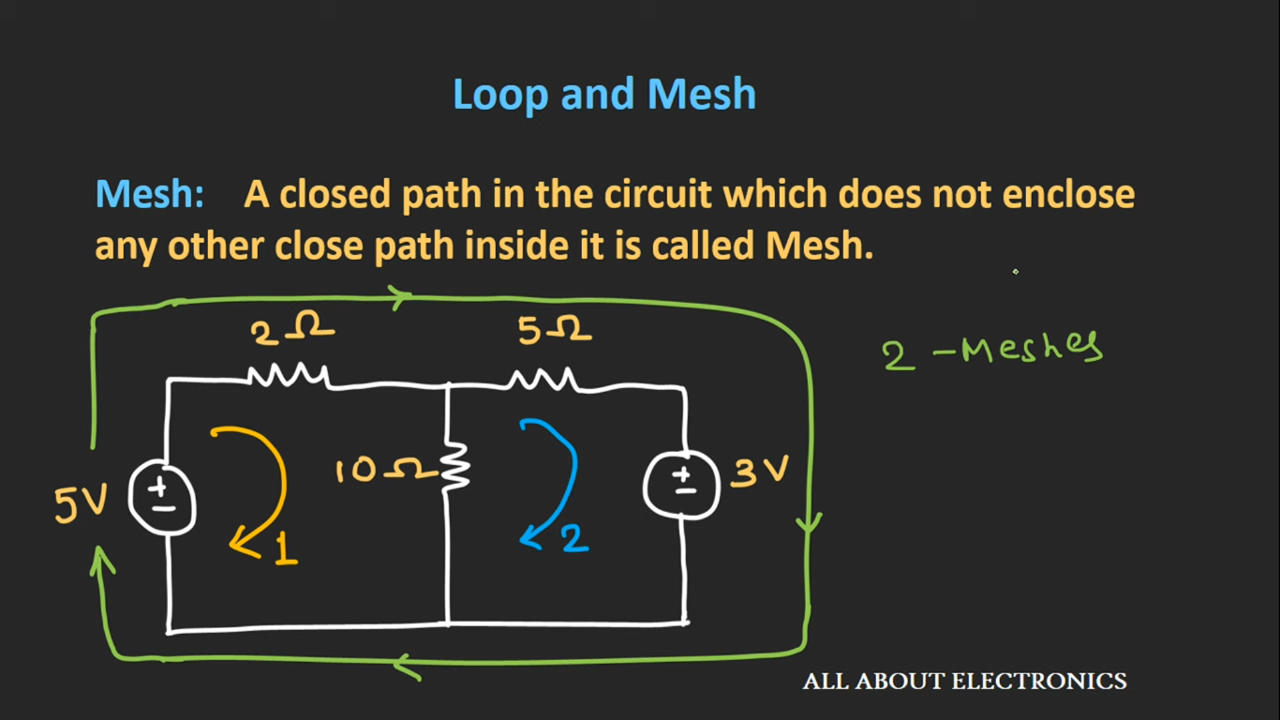 Loop and Mesh
Mesh: A closed path in the circuit which does not enclose
any other close path inside it is called Mesh.
2Ω 5Ω
2 - Meshes
10Ω 3V
5V + − + −
1 2
ALL ABOUT ELECTRONICS